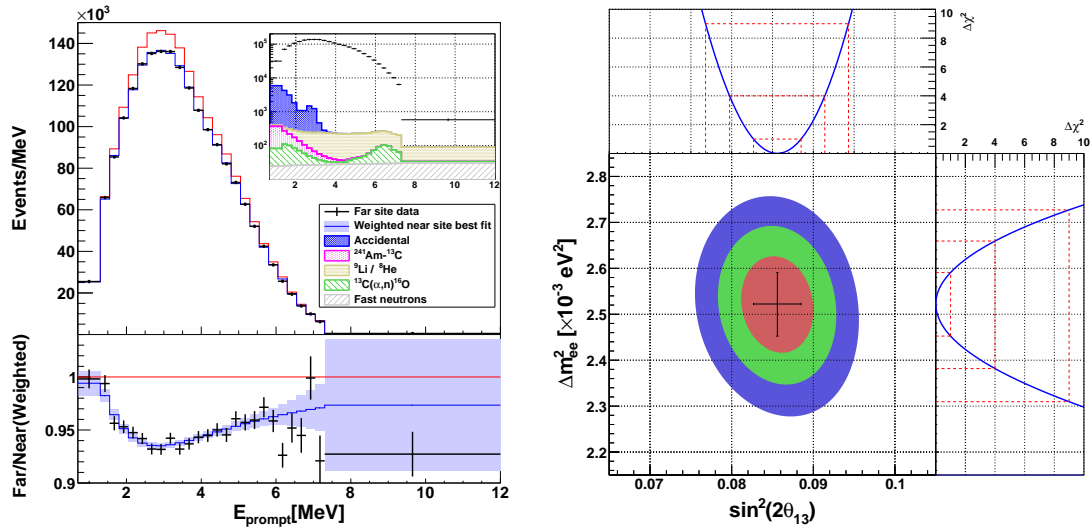 ×10³
Events/MeV
140
120
100
80
60
40
20
10⁵
10⁴
10³
10²
2 4 6 8 10 12
Far site data
Weighted near site best fit
Accidental
²⁴¹Am-¹³C
⁹Li / ⁸He
¹³C(α,n)¹⁶O
Fast neutrons
Far/Near(Weighted)
1
0.95
0.9
2 4 6 8 10 12
E_prompt[MeV]
10
8
6
4
2
Δχ²
Δχ²
2 4 6 8 10
Δm²_ee [×10⁻³ eV²]
2.8
2.7
2.6
2.5
2.4
2.3
2.2
0.07 0.08 0.09 0.1
sin²(2θ₁₃)